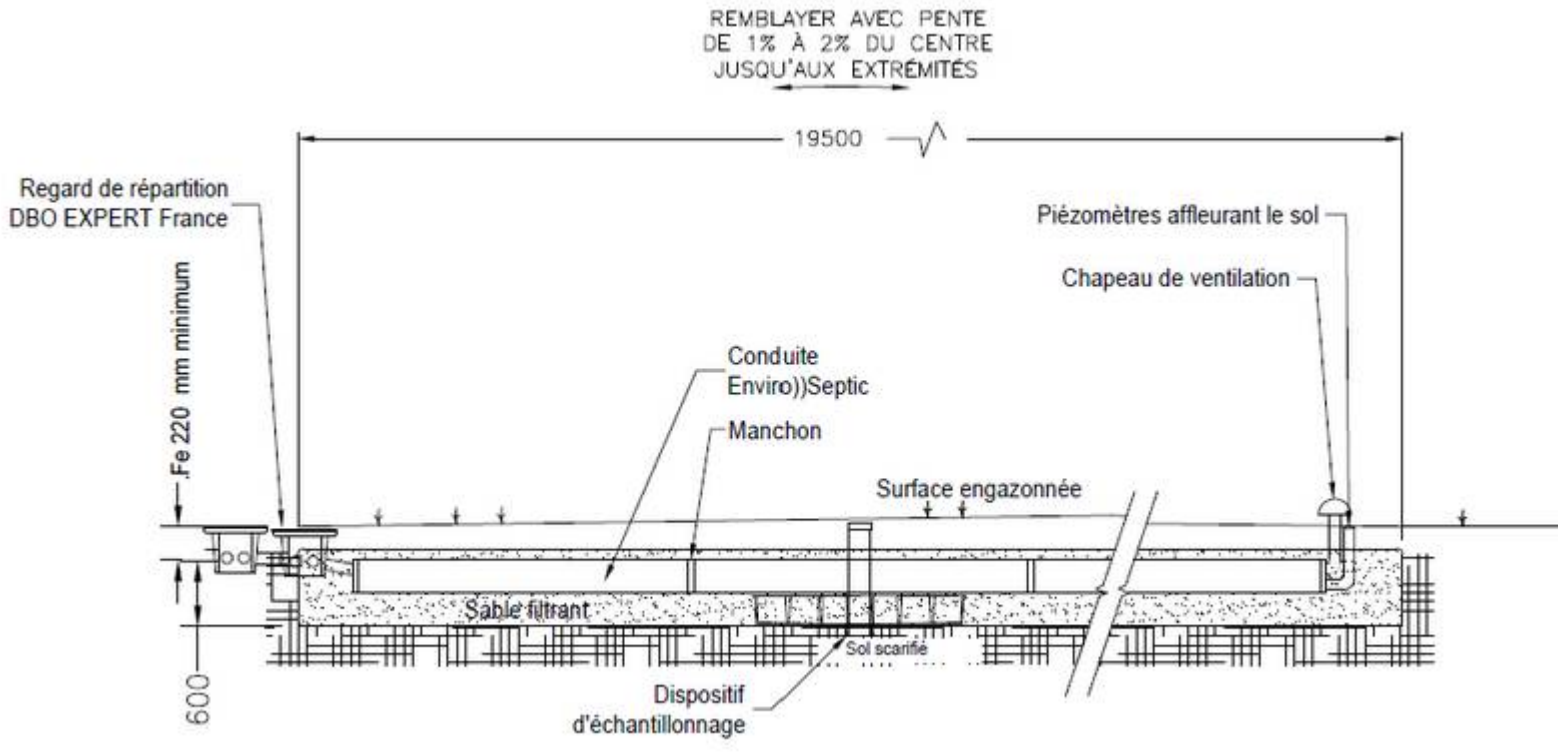 REMBLAYER AVEC PENTE
DE 1% À 2% DU CENTRE
JUSQU'AUX EXTRÉMITÉS
19500
Regard de répartition
DBO EXPERT France
Piézomètres affleurant le sol
Chapeau de ventilation
.Fe 220 mm minimum
Conduite
Enviro))Septic
Manchon
Surface engazonnée
Sable filtrant
Sol scarifié
600
Dispositif
d'échantillonnage